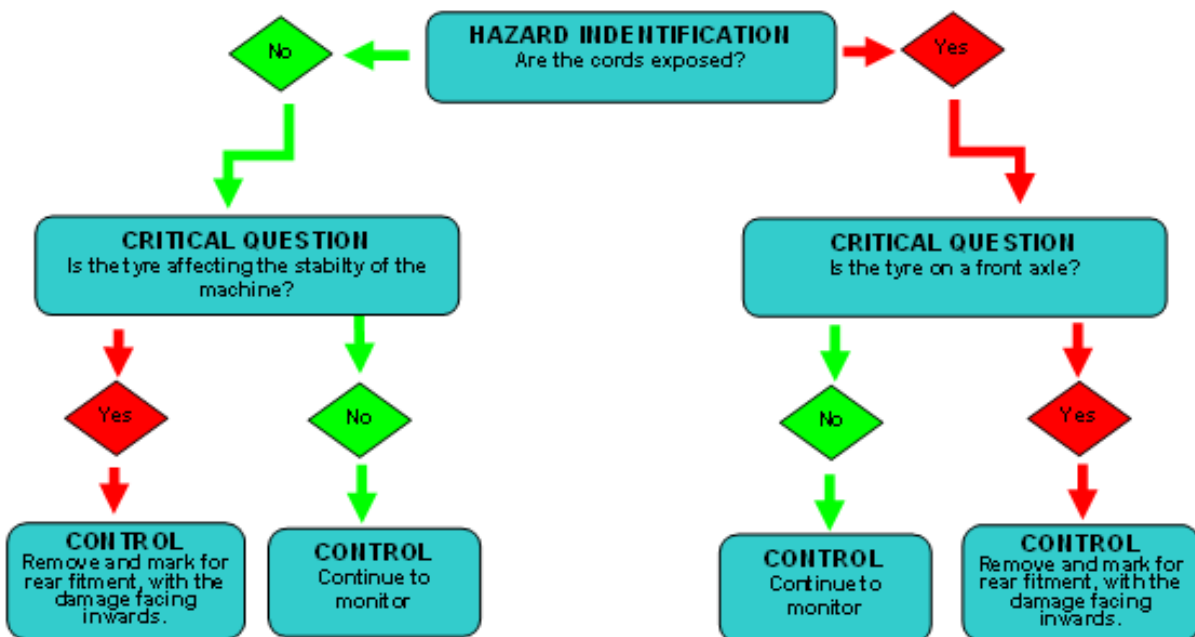 HAZARD INDENTIFICATION
Are the cords exposed?
No
Yes
CRITICAL QUESTION
Is the tyre affecting the stabilty of the
machine?
CRITICAL QUESTION
Is the tyre on a front axle?
Yes
No
No
Yes
CONTROL
Remove and mark for
rear fitment, with the
damage facing
inwards.
CONTROL
Continue to
monitor
CONTROL
Continue to
monitor
CONTROL
Remove and mark for
rear fitment, with the
damage facing
inwards.